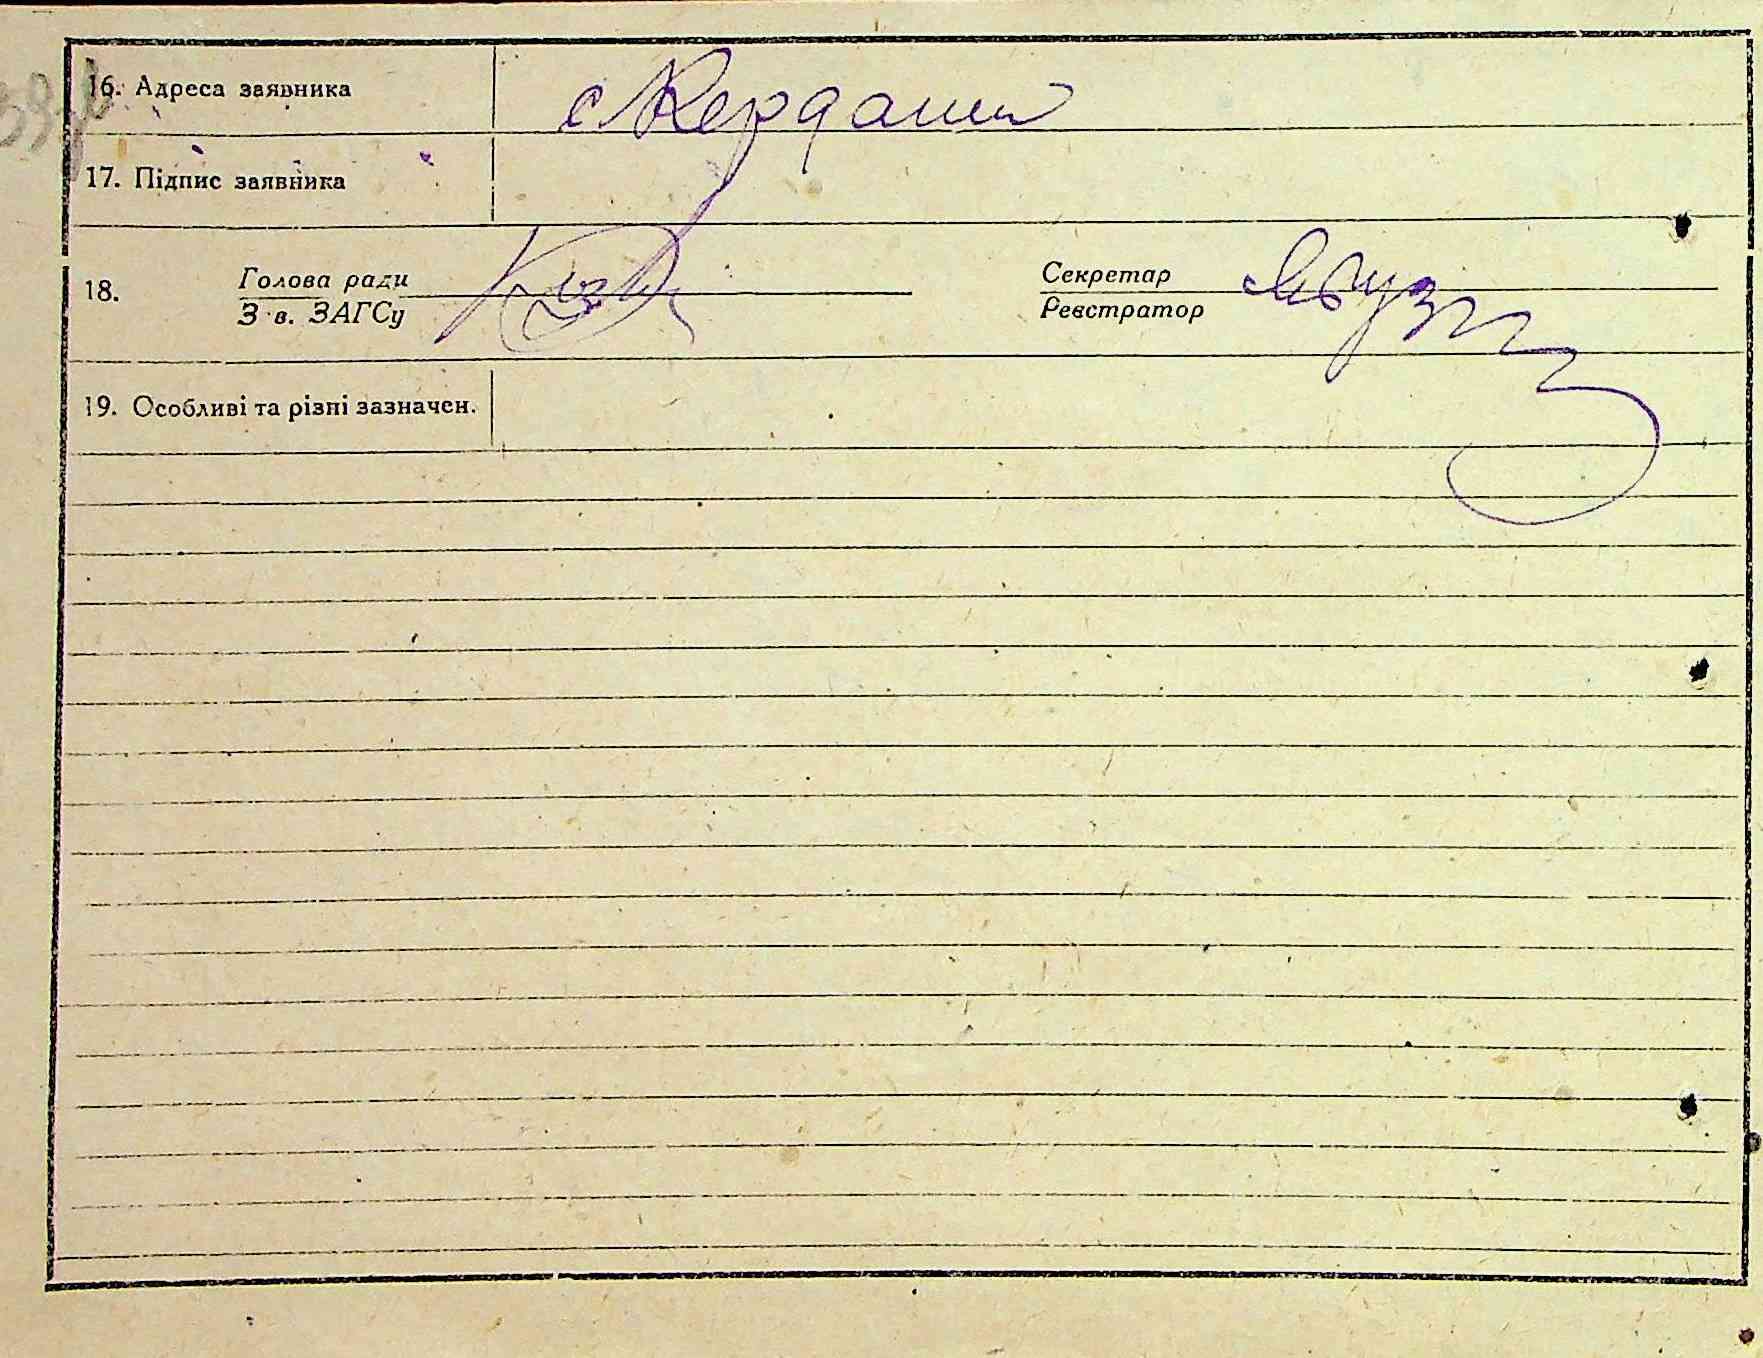 16. Адреса заявника с Кердани
17. Підпис заявника
18. Голова ради Секретар
З·в. ЗАГСу Реєстратор
19. Особливі та різні зазначен.